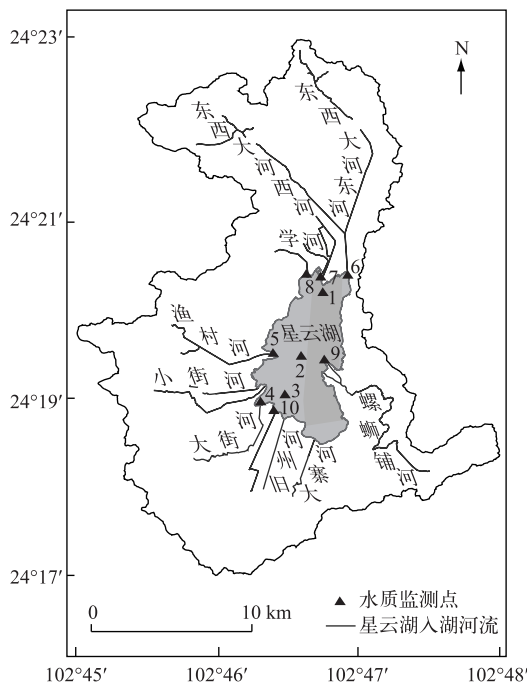 24°23′
N
东西大河东河
东西大河西河
24°21′
学河
6
7
8
1
渔村河
星云湖
5
9
2
小街河
24°19′
4
3
10
螺蛳铺河
大街河
旧州河
大寨河
24°17′
水质监测点
0
10 km
星云湖入湖河流
102°45′
102°46′
102°47′
102°48′